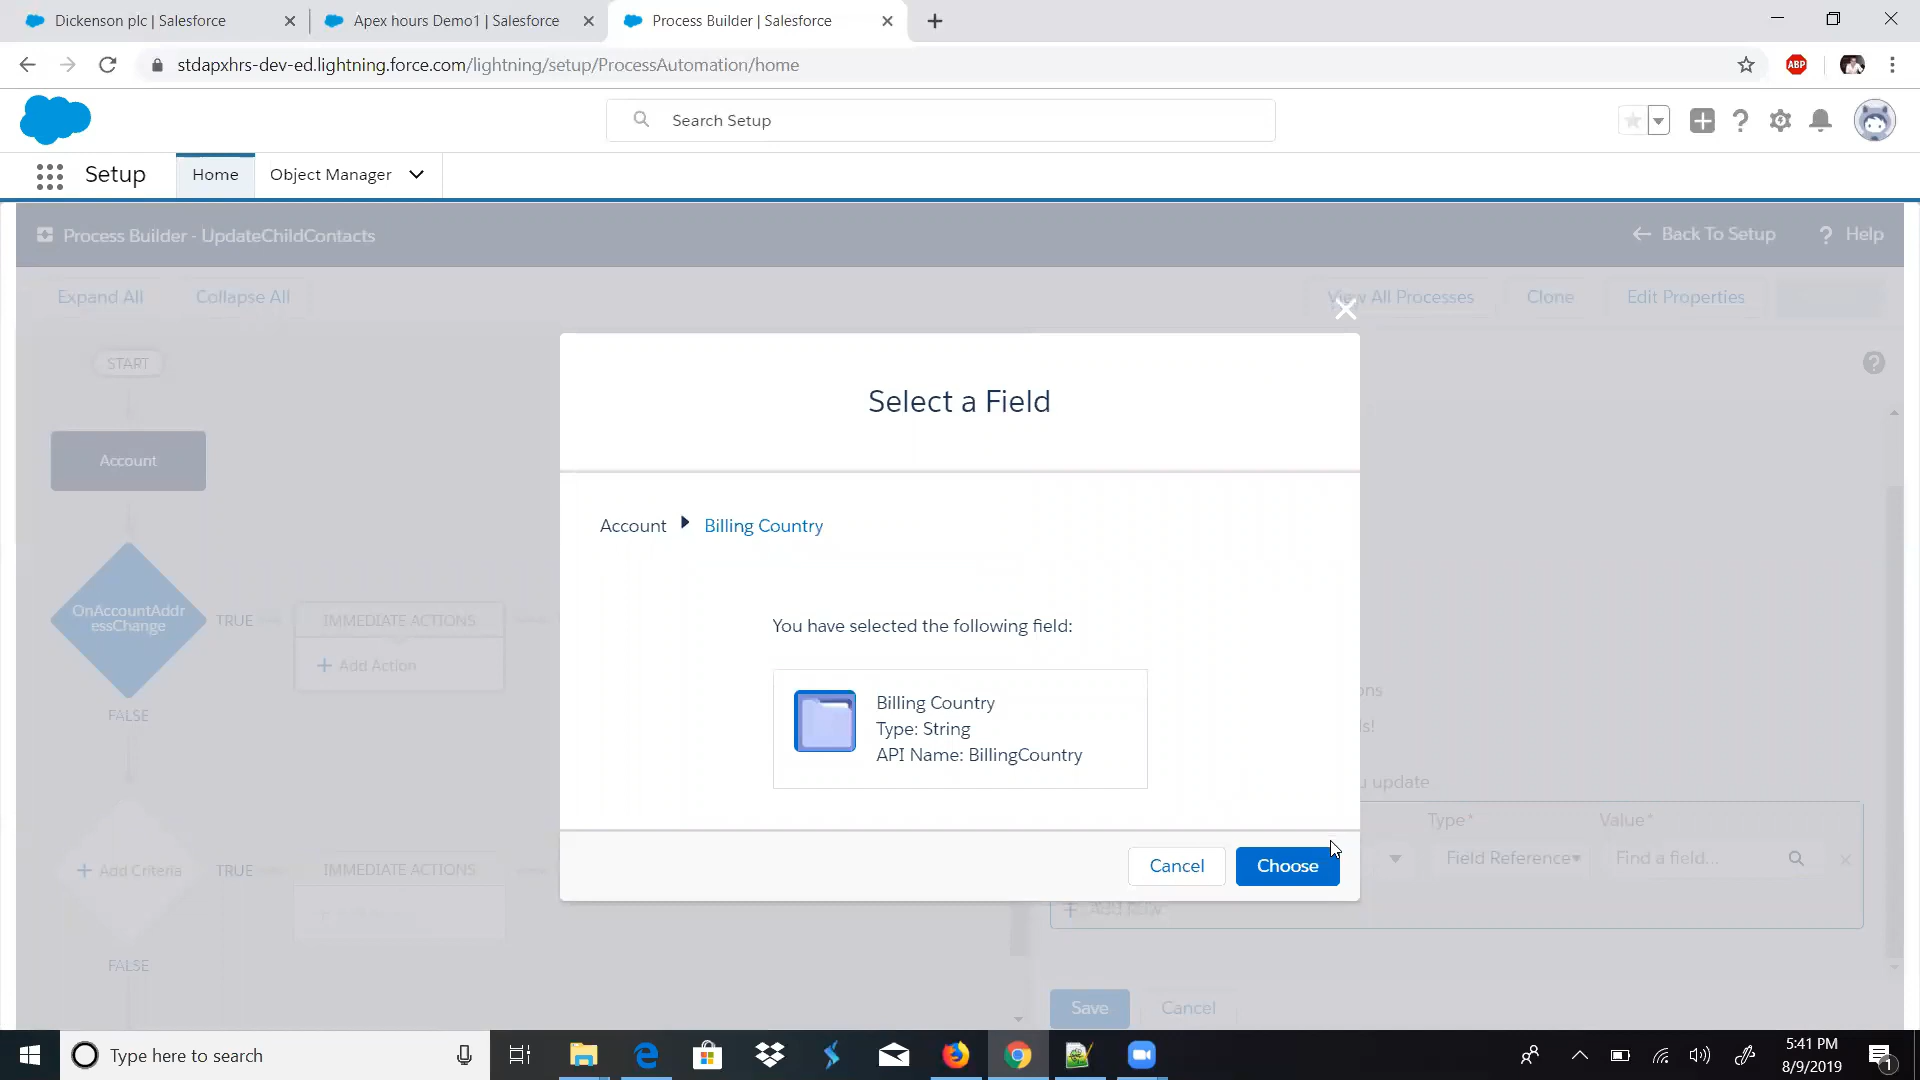 Dickenson plc | Salesforce
Apex hours Demo1 | Salesforce
Process Builder | Salesforce
stdapxhrs-dev-ed.lightning.force.com/lightning/setup/ProcessAutomation/home
ABP
Search Setup
Setup
Home
Object Manager
Process Builder - UpdateChildContacts
Back To Setup
? Help
Expand All
Collapse All
View All Processes
Clone
Edit Properties
START
Select a Field
Account
Account
Billing Country
OnAccountAddr
essChange
TRUE
IMMEDIATE ACTIONS
+ Add Action
FALSE
You have selected the following field:
Billing Country
Type: String
API Name: BillingCountry
update
Type*
Value*
Field Reference
Find a field...
+ Add Row
Cancel
Choose
+ Add Criteria
TRUE
IMMEDIATE ACTIONS
FALSE
Save
Cancel
Type here to search
5:41 PM
8/9/2019
1